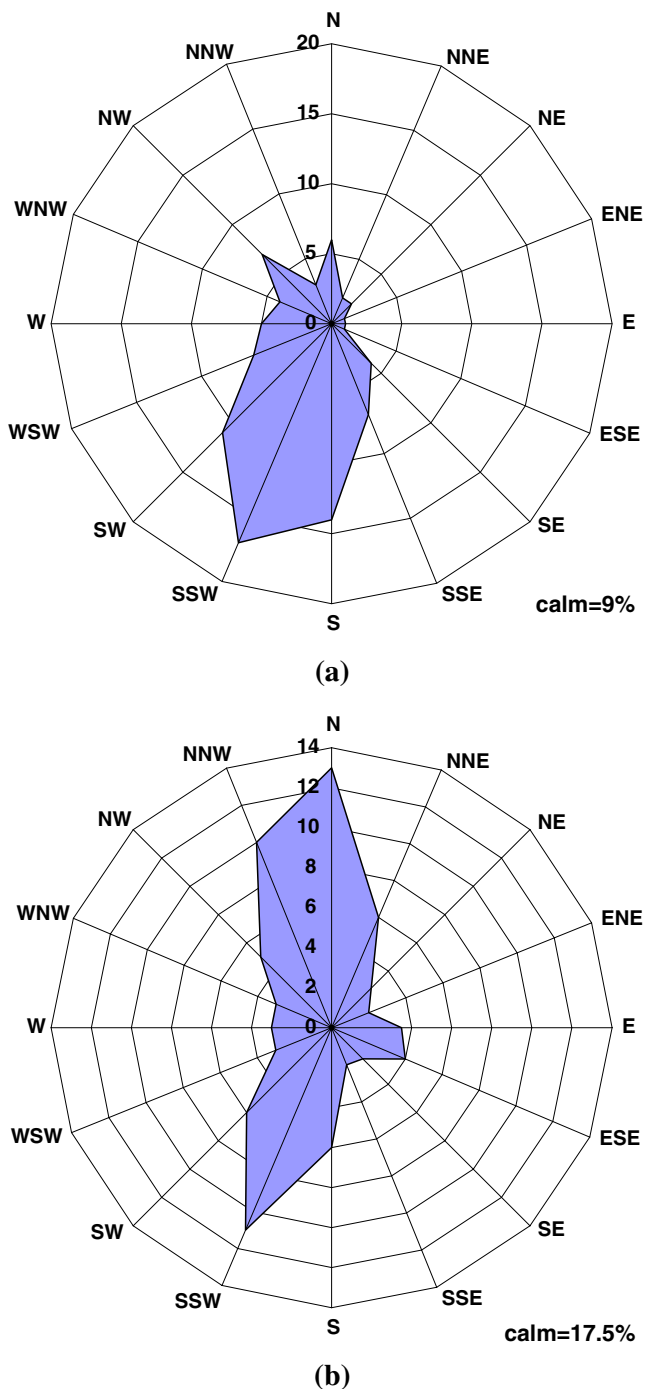 N
NNW 20 NNE
NW 15 NE
WNW 10 ENE
5
W 0 E
WSW ESE
SW SE
SSW SSE
S
calm=9%
(a)
N
NNW 14 NNE
12
NW 10 NE
8
WNW 6 ENE
4
2
W 0 E
WSW ESE
SW SE
SSW SSE
S
calm=17.5%
(b)